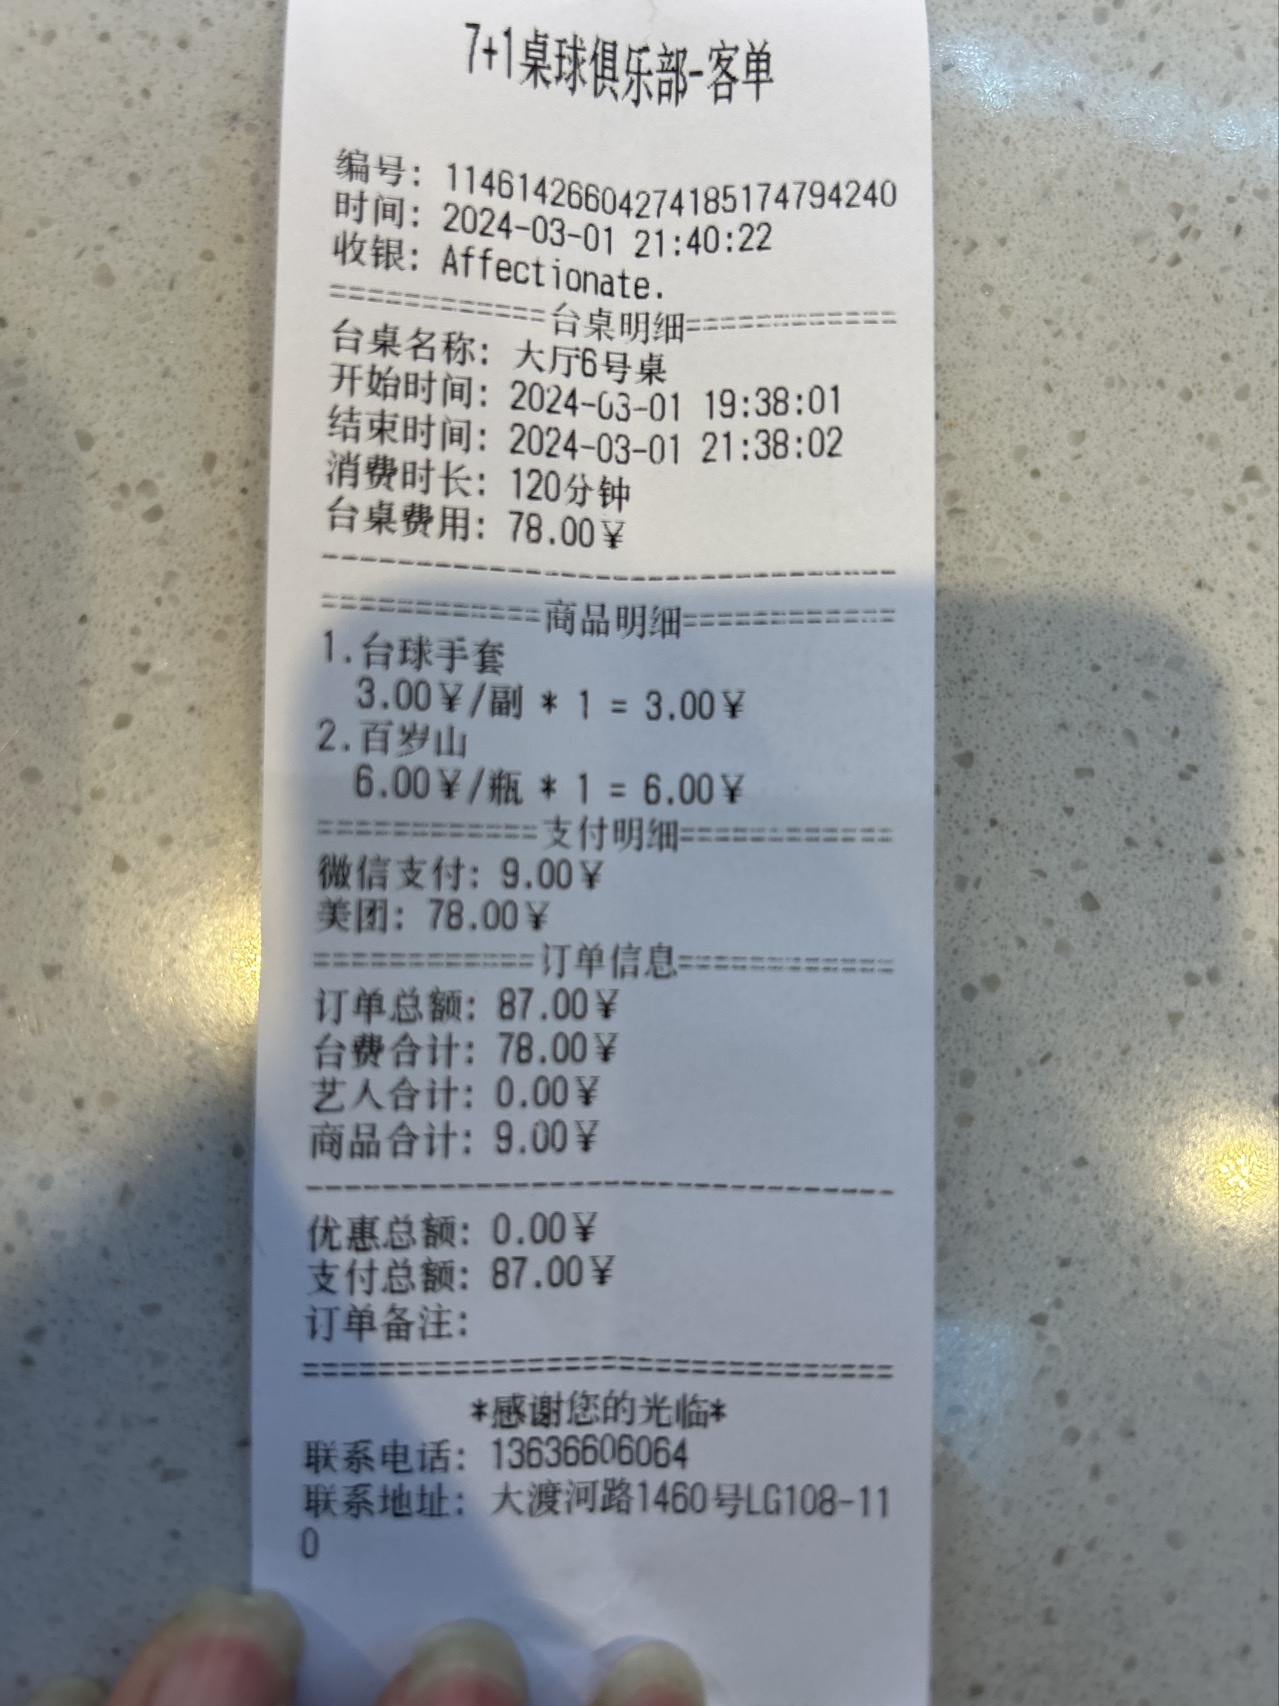 7+1桌球俱乐部-客单
编号: 11461426604274185174794240
时间: 2024-03-01 21:40:22
收银: Affectionate.
============台桌明细============
台桌名称: 大厅6号桌
开始时间: 2024-03-01 19:38:01
结束时间: 2024-03-01 21:38:02
消费时长: 120分钟
台桌费用: 78.00¥
--------------------------------
============商品明细============
1.台球手套
3.00¥/副 * 1 = 3.00¥
2.百岁山
6.00¥/瓶 * 1 = 6.00¥
============支付明细============
微信支付: 9.00¥
美团: 78.00¥
============订单信息============
订单总额: 87.00¥
台费合计: 78.00¥
艺人合计: 0.00¥
商品合计: 9.00¥
--------------------------------
优惠总额: 0.00¥
支付总额: 87.00¥
订单备注:
================================
*感谢您的光临*
联系电话: 13636606064
联系地址: 大渡河路1460号LG108-11
0